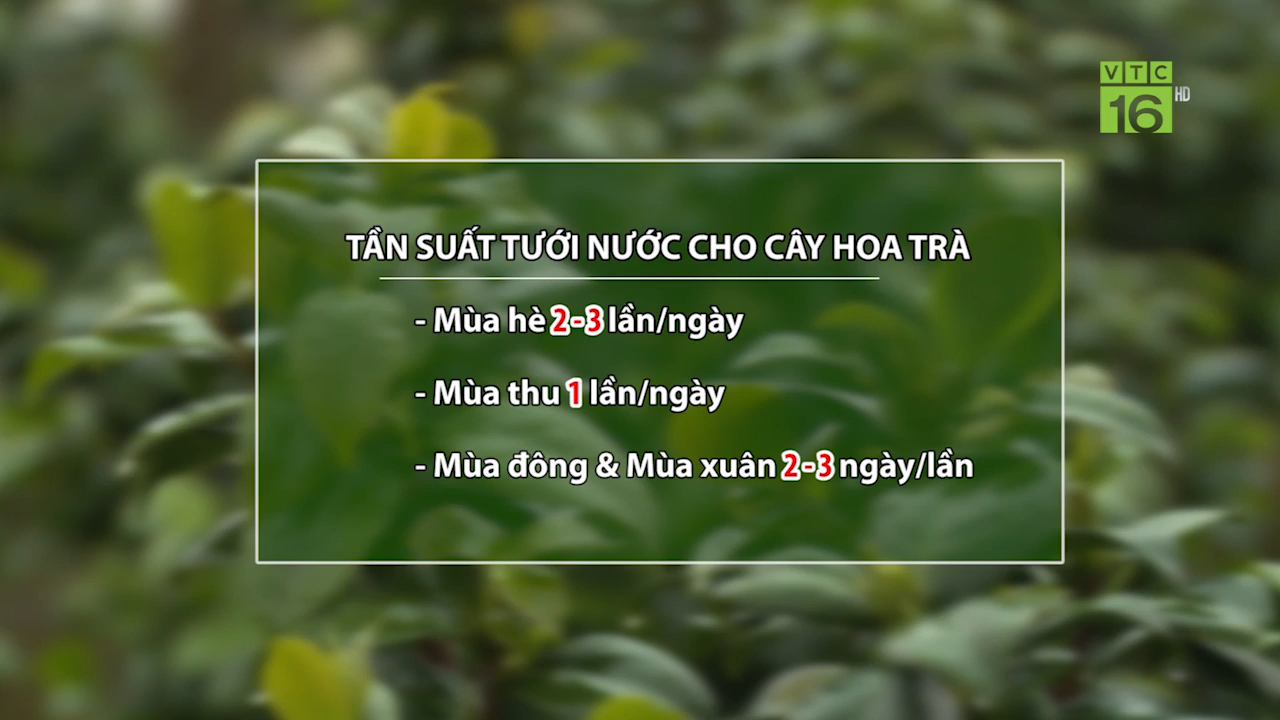 VTC
16 HD
TẦN SUẤT TƯỚI NƯỚC CHO CÂY HOA TRÀ
- Mùa hè 2-3 lần/ngày
- Mùa thu 1 lần/ngày
- Mùa đông & Mùa xuân 2-3 ngày/lần